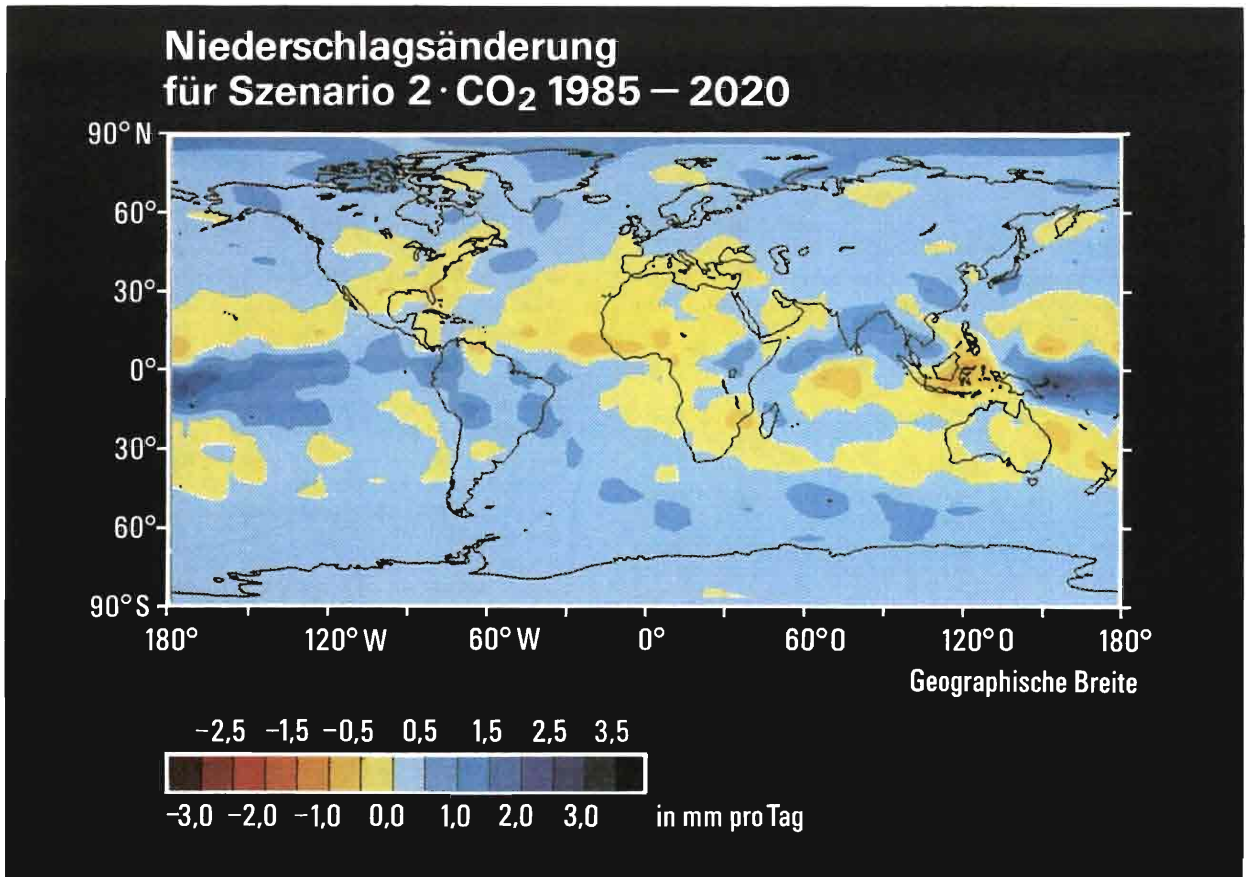 Niederschlagsänderung
für Szenario 2 · CO₂ 1985 – 2020
90°N
60°
30°
0°
30°
60°
90°S
180° 120°W 60°W 0° 60°O 120°O 180°
Geographische Breite
−2,5 −1,5 −0,5 0,5 1,5 2,5 3,5
−3,0 −2,0 −1,0 0,0 1,0 2,0 3,0 in mm pro Tag